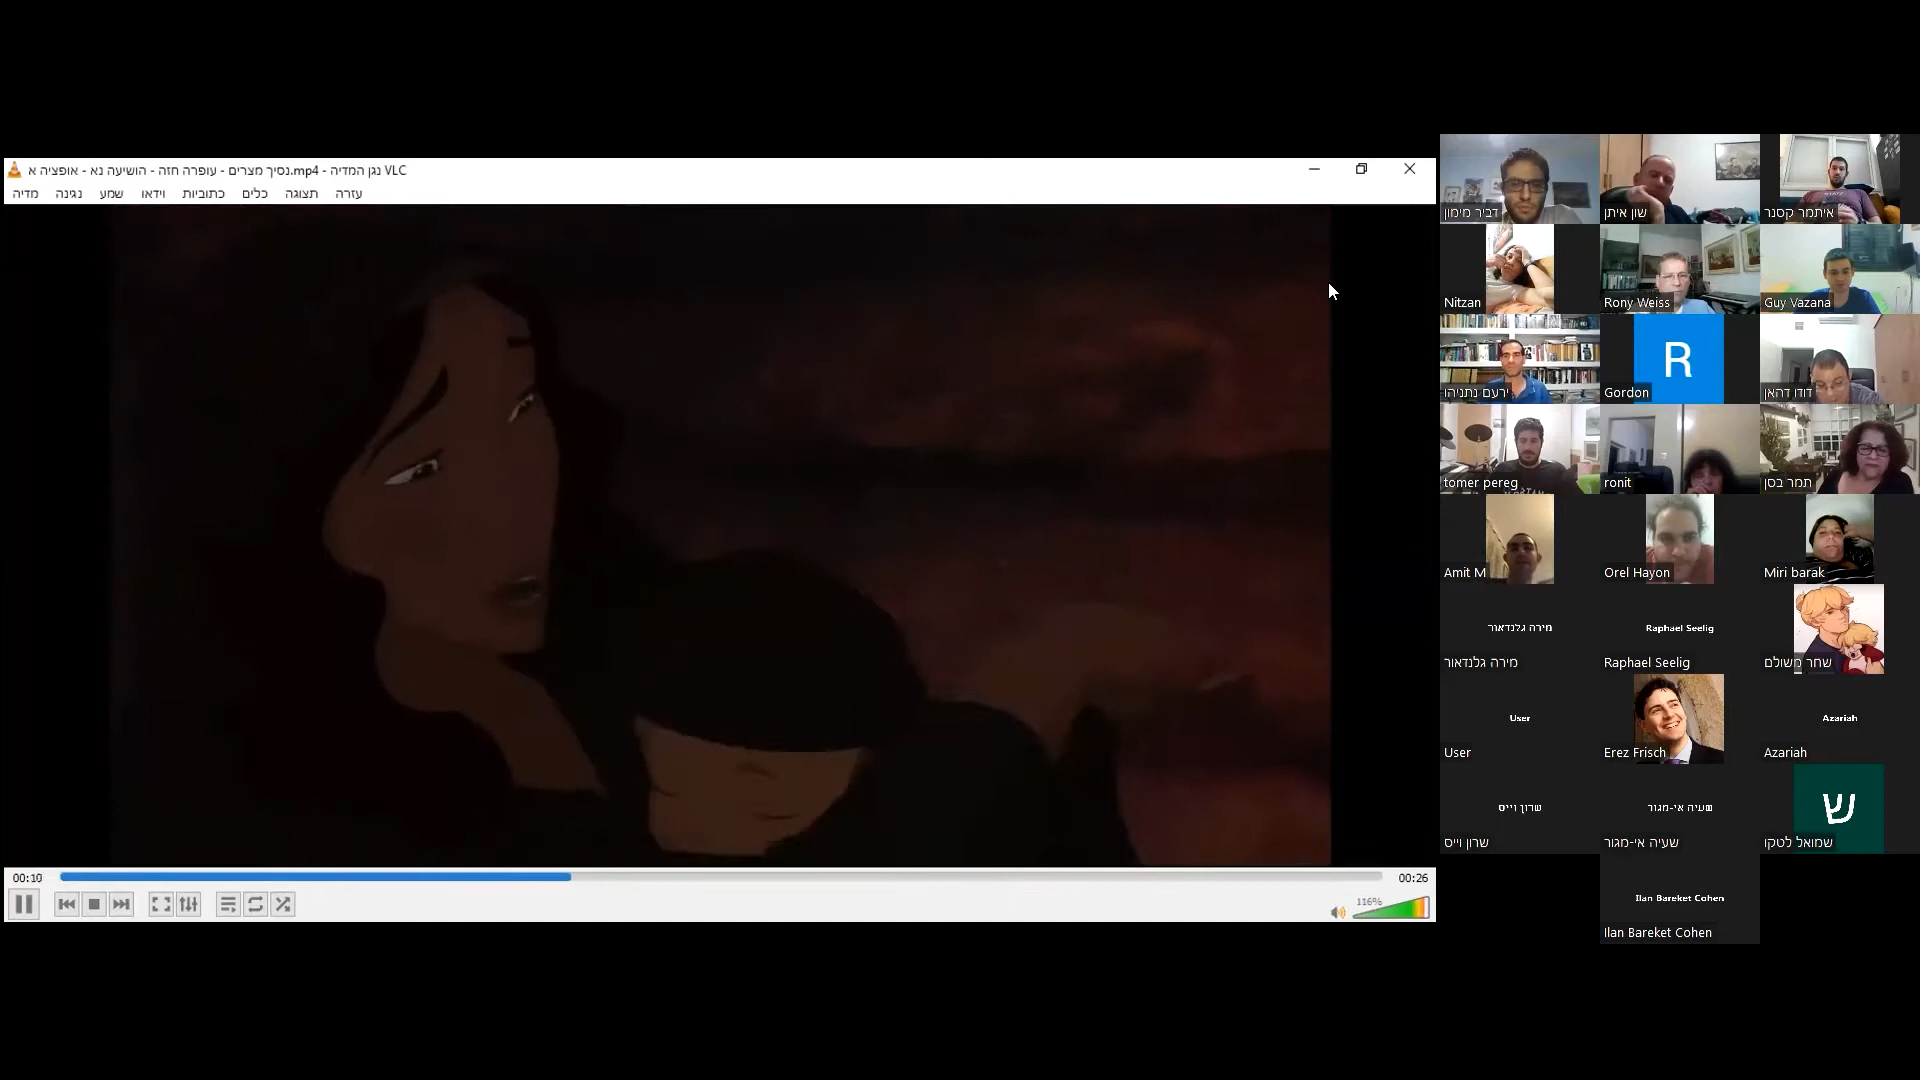 נסיך מצרים - עופרה חזה - הושיעה נא - אופציה א.mp4 - נגן המדיה VLC
מדיה נגינה שמע וידאו כתוביות כלים תצוגה עזרה
00:10
00:26
116%
דביר מימון
שון איתן
איתמר קסנר
Nitzan
Rony Weiss
Guy Vazana
ירעם נתניהו
R
Gordon
דודו דהאן
tomer pereg
ronit
תמר בסן
Amit M
Orel Hayon
Miri barak
מירה גלנדאור
מירה גלנדאור
Raphael Seelig
Raphael Seelig
שחר משולם
User
User
Erez Frisch
Azariah
Azariah
שרון וייס
שרון וייס
שעיה אי-מגור
שעיה אי-מגור
ש
שמואל לטקו
Ilan Bareket Cohen
Ilan Bareket Cohen